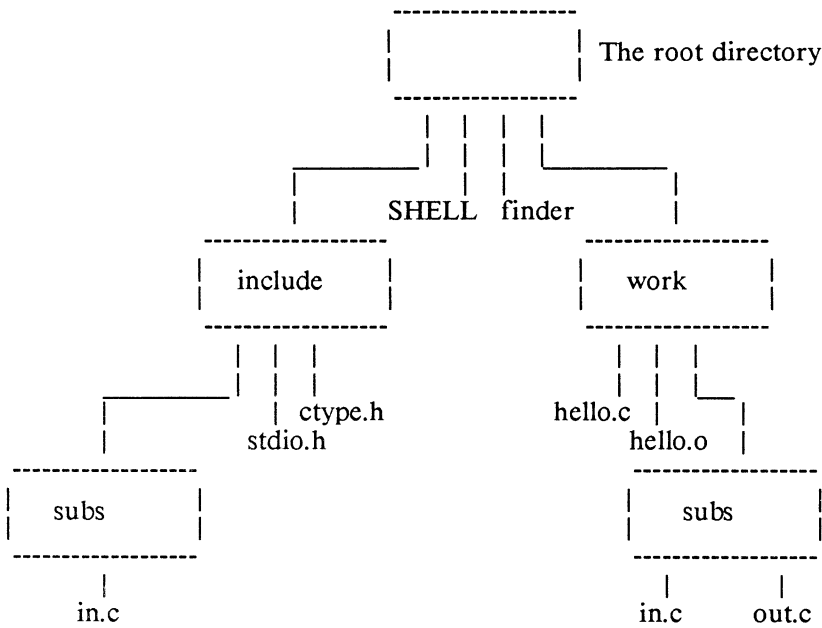 The root directory
SHELL finder
include work
ctype.h hello.c
stdio.h hello.o
subs subs
in.c in.c out.c